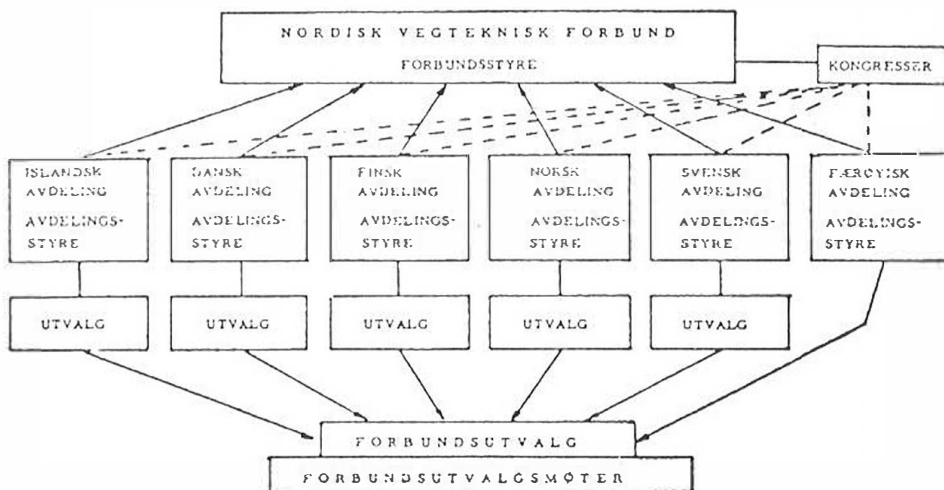 NORDISK VEGTEKNISK FORBUND
FORBUNDSSTYRE
KONGRESSER
ISLANDSK
AVDELING
AVDELINGS-
STYRE
DANSK
AVDELING
AVDELINGS-
STYRE
FINSK
AVDELING
AVDELINGS-
STYRE
NORSK
AVDELING
AVDELINGS-
STYRE
SVENSK
AVDELING
AVDELINGS-
STYRE
FÆRØYISK
AVDELING
AVDELINGS-
STYRE
UTVALG
UTVALG
UTVALG
UTVALG
UTVALG
FORBUNDSUTVALG
FORBUNDSUTVALGSMØTER